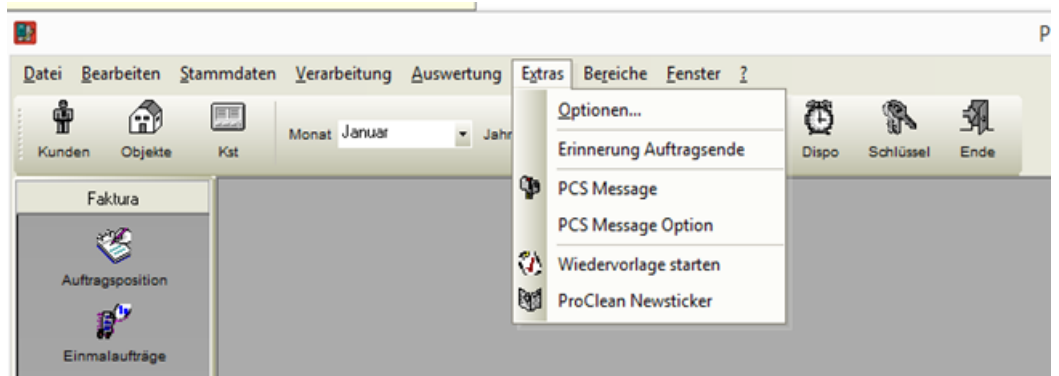 P
Datei Bearbeiten Stammdaten Verarbeitung Auswertung Extras Bereiche Fenster ?
Kunden Objekte Kst Monat Januar Jahr Dispo Schlüssel Ende
Optionen...
Erinnerung Auftragsende
PCS Message
PCS Message Option
Wiedervorlage starten
ProClean Newsticker
Faktura
Auftragsposition
Einmalaufträge